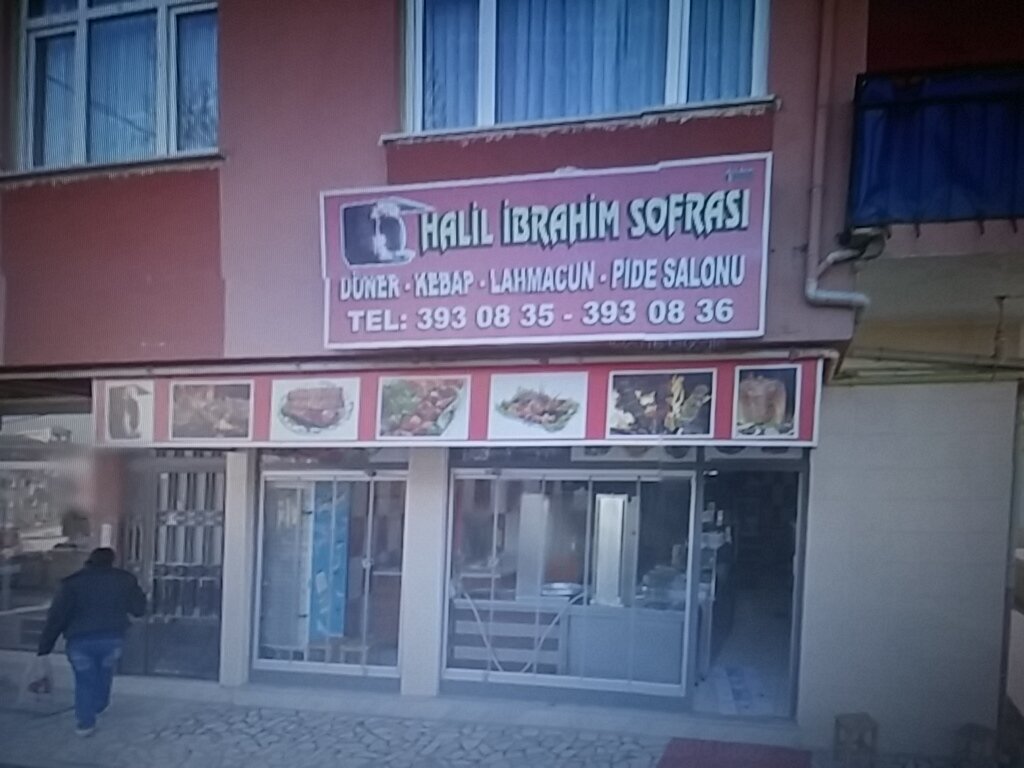 HALİL İBRAHİM SOFRASI
DÖNER - KEBAP - LAHMACUN - PİDE SALONU
TEL: 393 08 35 - 393 08 36